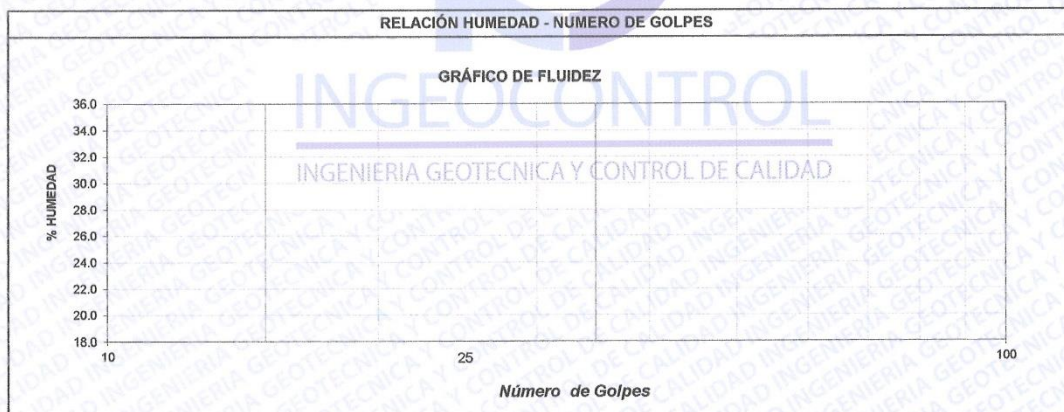 RELACIÓN HUMEDAD - NUMERO DE GOLPES
GRÁFICO DE FLUIDEZ
INGEOCONTROL
INGENIERIA GEOTECNICA Y CONTROL DE CALIDAD
% HUMEDAD
36.0
34.0
32.0
30.0
28.0
26.0
24.0
22.0
20.0
18.0
10
25
100
Número de Golpes